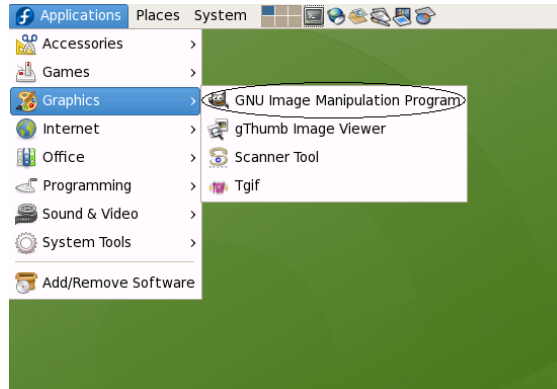 Applications Places System
Accessories
Games
Graphics
Internet
Office
Programming
Sound & Video
System Tools
Add/Remove Software
GNU Image Manipulation Program
gThumb Image Viewer
Scanner Tool
Tgif